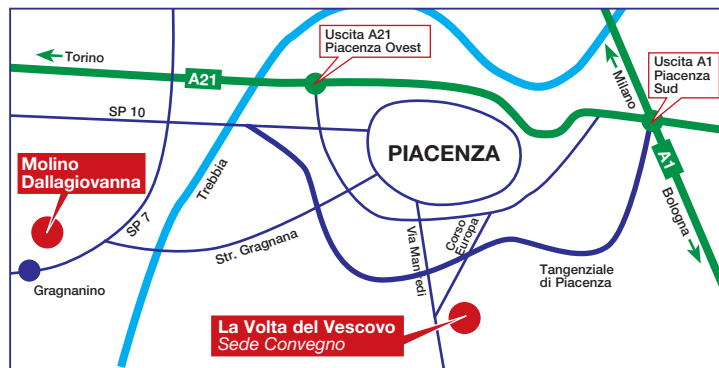 Torino
A21
Uscita A21
Piacenza Ovest
Milano
Uscita A1
Piacenza
Sud
SP 10
PIACENZA
A1
Molino
Dallagiovanna
Trebbia
SP 7
Str. Gragnana
Via Manfredi
Corso
Europa
Bologna
Tangenziale
di Piacenza
Gragnanino
La Volta del Vescovo
Sede Convegno